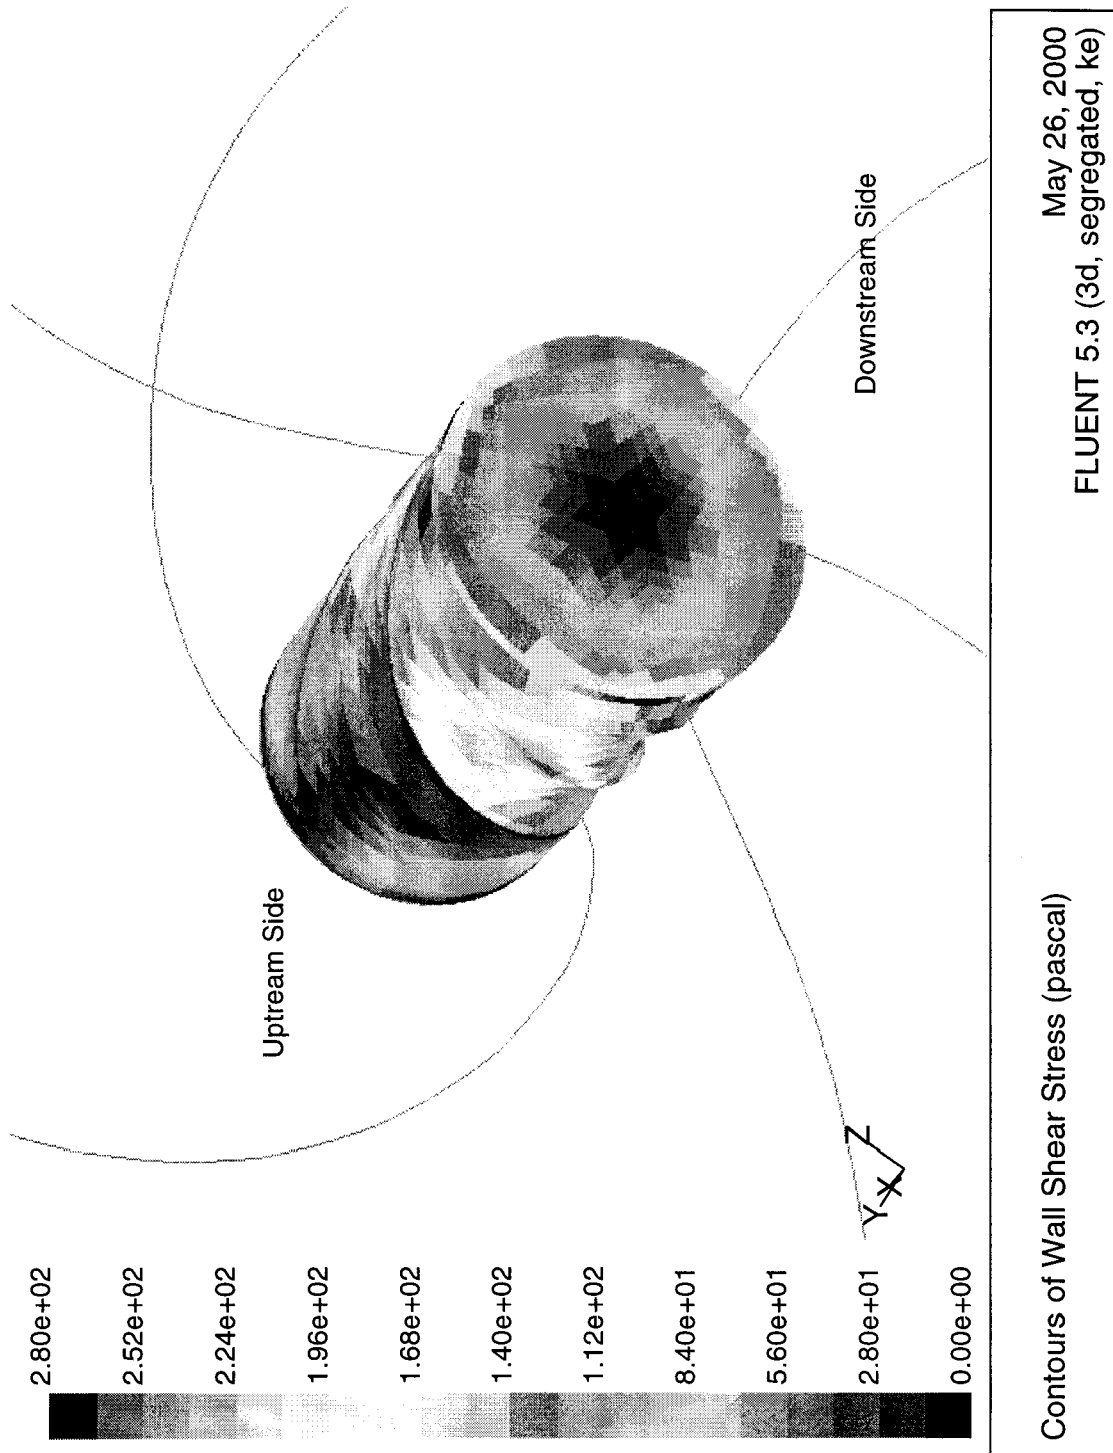 2.80e+02
2.52e+02
2.24e+02
1.96e+02
1.68e+02
1.40e+02
1.12e+02
8.40e+01
5.60e+01
2.80e+01
0.00e+00
Uptream Side
Downstream Side
Y
X
Z
Contours of Wall Shear Stress (pascal)
May 26, 2000
FLUENT 5.3 (3d, segregated, ke)